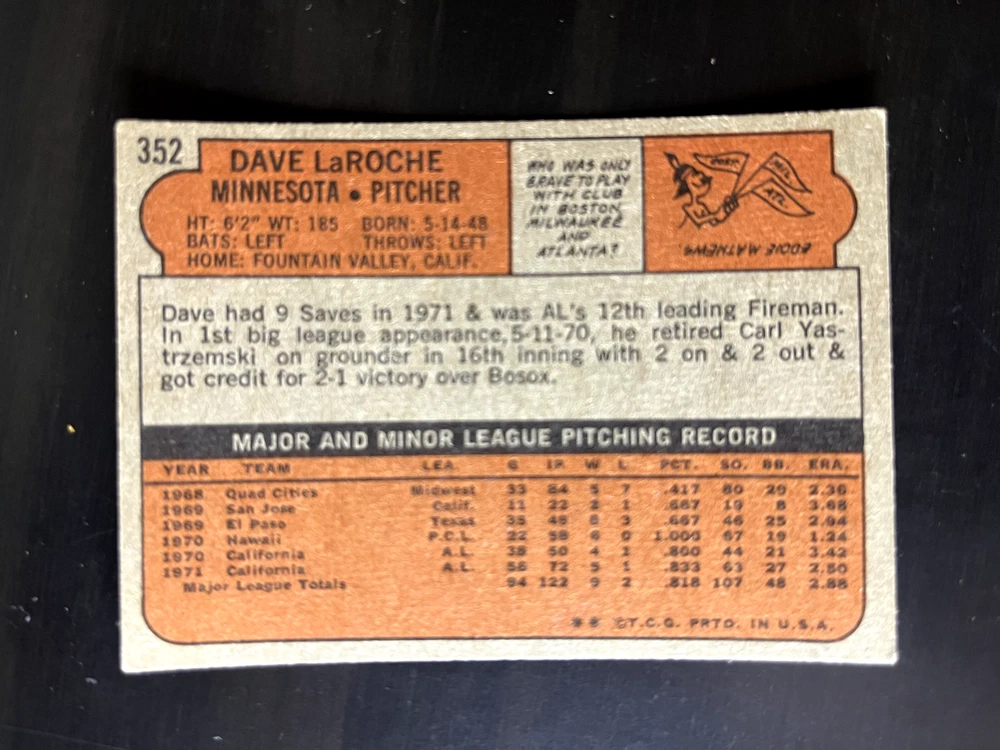 352
DAVE LaROCHE
MINNESOTA • PITCHER
HT: 6'2" WT: 185 BORN: 5-14-48
BATS: LEFT THROWS: LEFT
HOME: FOUNTAIN VALLEY, CALIF.
WHO WAS ONLY
BRAVE TO PLAY
WITH CLUB
IN BOSTON,
MILWAUKEE
AND
ATLANTA?
BOST.
MIL.
ATL.
EDDIE MATHEWS.
Dave had 9 Saves in 1971 & was AL's 12th leading Fireman.
In 1st big league appearance, 5-11-70, he retired Carl Yas-
trzemski on grounder in 16th inning with 2 on & 2 out &
got credit for 2-1 victory over Bosox.
MAJOR AND MINOR LEAGUE PITCHING RECORD
YEAR TEAM LEA. G IP. W L PCT. SO. BB. ERA.
1968 Quad Cities Midwest 33 84 5 7 .417 80 29 2.36
1969 San Jose Calif. 11 22 2 1 .667 19 8 3.68
1969 El Paso Texas 35 49 6 3 .667 46 25 2.94
1970 Hawaii P.C.L. 22 58 6 0 1.000 67 19 1.24
1970 California A.L. 38 50 4 1 .800 44 21 3.42
1971 California A.L. 56 72 5 1 .833 63 27 2.50
Major League Totals 94 122 9 2 .818 107 48 2.88
** ©T.C.G. PRTD. IN U.S.A.